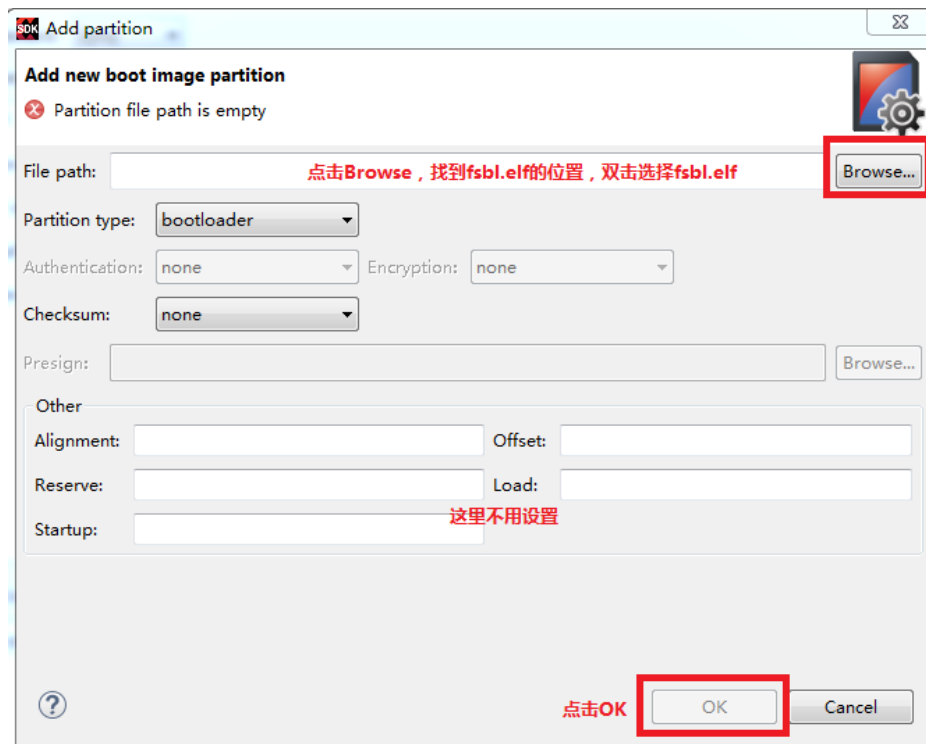 SDK Add partition
Add new boot image partition
Partition file path is empty
File path: 点击Browse，找到fsbl.elf的位置，双击选择fsbl.elf Browse...
Partition type: bootloader
Authentication: none Encryption: none
Checksum: none
Presign: Browse...
Other
Alignment: Offset:
Reserve: Load:
这里不用设置
Startup:
? 点击OK OK Cancel